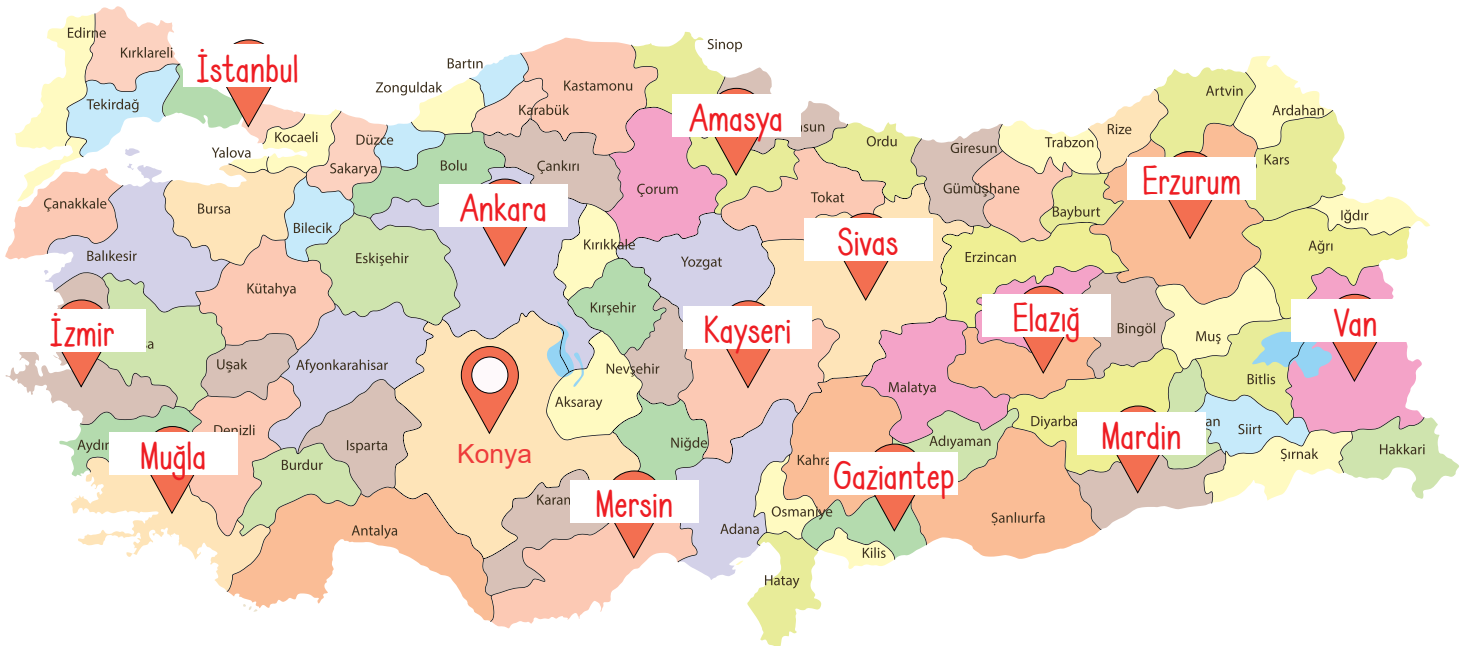 Edirne
Kırklareli
Tekirdağ
İstanbul
Kocaeli
Yalova
Sakarya
Düzce
Bolu
Zonguldak
Bartın
Karabük
Kastamonu
Çankırı
Sinop
Amasya
Çorum
Ordu
Tokat
Giresun
Gümüşhane
Trabzon
Rize
Bayburt
Artvin
Ardahan
Kars
Erzurum
Iğdır
Ağrı
Çanakkale
Bursa
Bilecik
Balıkesir
Kütahya
Eskişehir
Ankara
Kırıkkale
Kırşehir
Yozgat
Sivas
Erzincan
Elazığ
Bingöl
Muş
Van
Bitlis
İzmir
Uşak
Afyonkarahisar
Konya
Aksaray
Nevşehir
Kayseri
Malatya
Adıyaman
Mardin
Siirt
Şırnak
Hakkari
Denizli
Muğla
Burdur
Isparta
Antalya
Niğde
Mersin
Adana
Osmaniye
Gaziantep
Kilis
Hatay
Şanlıurfa